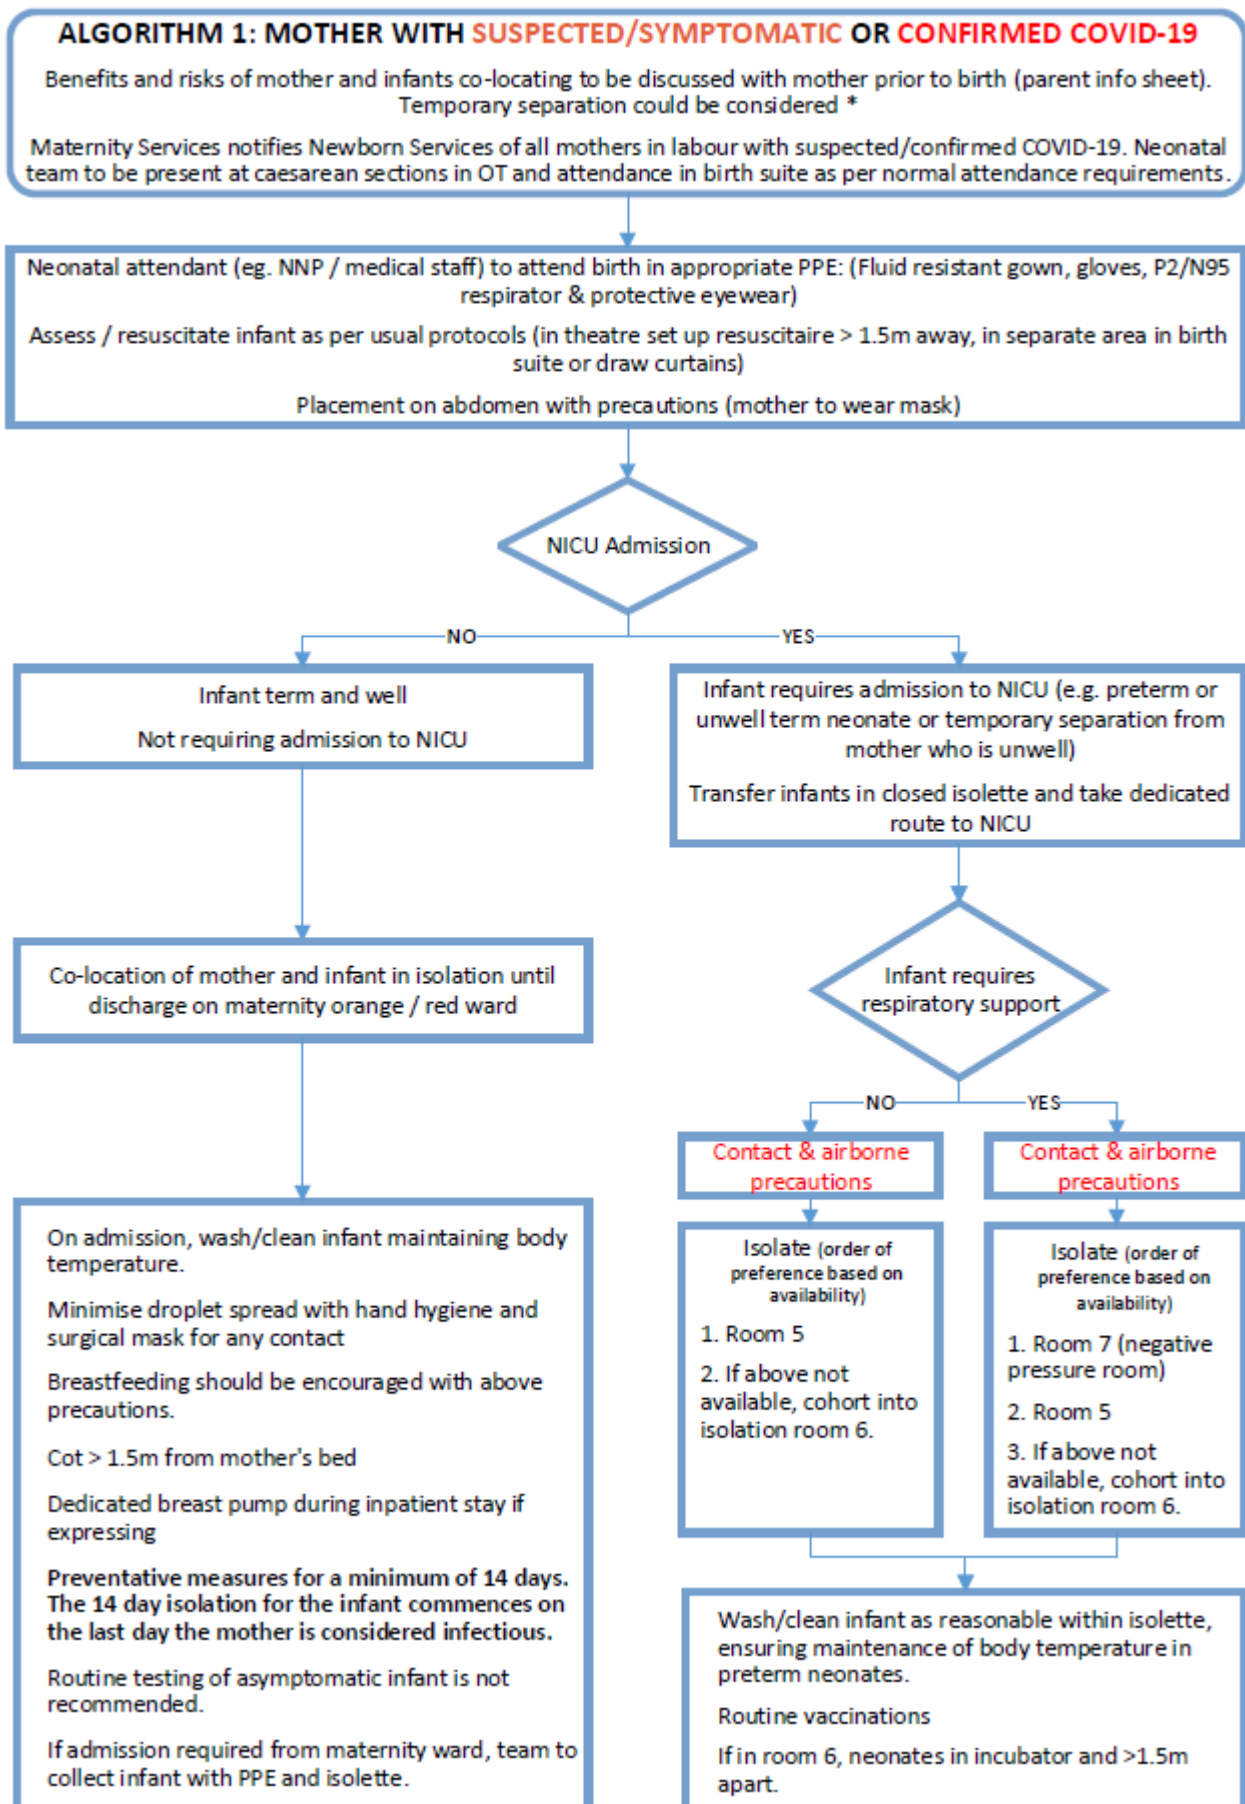 ALGORITHM 1: MOTHER WITH SUSPECTED/SYMPTOMATIC OR CONFIRMED COVID-19
Benefits and risks of mother and infants co-locating to be discussed with mother prior to birth (parent info sheet).
Temporary separation could be considered *
Maternity Services notifies Newborn Services of all mothers in labour with suspected/confirmed COVID-19. Neonatal
team to be present at caesarean sections in OT and attendance in birth suite as per normal attendance requirements.
Neonatal attendant (eg. NNP / medical staff) to attend birth in appropriate PPE: (Fluid resistant gown, gloves, P2/N95
respirator & protective eyewear)
Assess / resuscitate infant as per usual protocols (in theatre set up resuscitaire > 1.5m away, in separate area in birth
suite or draw curtains)
Placement on abdomen with precautions (mother to wear mask)
NICU Admission
NO
YES
Infant term and well
Not requiring admission to NICU
Infant requires admission to NICU (e.g. preterm or
unwell term neonate or temporary separation from
mother who is unwell)
Transfer infants in closed isolette and take dedicated
route to NICU
Co-location of mother and infant in isolation until
discharge on maternity orange / red ward
Infant requires
respiratory support
NO
YES
Contact & airborne
precautions
Contact & airborne
precautions
On admission, wash/clean infant maintaining body
temperature.
Minimise droplet spread with hand hygiene and
surgical mask for any contact
Breastfeeding should be encouraged with above
precautions.
Cot > 1.5m from mother's bed
Dedicated breast pump during inpatient stay if
expressing
Preventative measures for a minimum of 14 days.
The 14 day isolation for the infant commences on
the last day the mother is considered infectious.
Routine testing of asymptomatic infant is not
recommended.
If admission required from maternity ward, team to
collect infant with PPE and isolette.
Isolate (order of
preference based on
availability)
1. Room 5
2. If above not
available, cohort into
isolation room 6.
Isolate (order of
preference based on
availability)
1. Room 7 (negative
pressure room)
2. Room 5
3. If above not
available, cohort into
isolation room 6.
Wash/clean infant as reasonable within isolette,
ensuring maintenance of body temperature in
preterm neonates.
Routine vaccinations
If in room 6, neonates in incubator and >1.5m
apart.